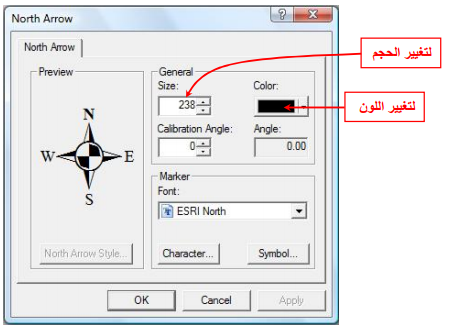 North Arrow
North Arrow
Preview
N
W
E
S
North Arrow Style...
General
Size:
Color:
238
Calibration Angle:
Angle:
0
0.00
Marker
Font:
ESRI North
Character...
Symbol...
OK
Cancel
Apply
لتغيير الحجم
لتغيير اللون